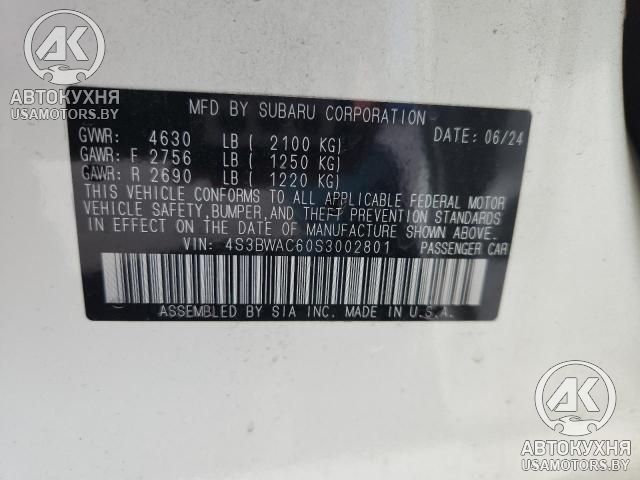 AK
АВТОКУХНЯ
USAMOTORS.BY
MFD BY SUBARU CORPORATION
GVWR: 4630 LB ( 2100 KG) DATE: 06/24
GAWR: F 2756 LB ( 1250 KG)
GAWR: R 2690 LB ( 1220 KG)
THIS VEHICLE CONFORMS TO ALL APPLICABLE FEDERAL MOTOR
VEHICLE SAFETY, BUMPER, AND THEFT PREVENTION STANDARDS
IN EFFECT ON THE DATE OF MANUFACTURE SHOWN ABOVE.
VIN: 4S3BWAC60S3002801 PASSENGER CAR
ASSEMBLED BY SIA INC. MADE IN U.S.A.
AK
АВТОКУХНЯ
USAMOTORS.BY